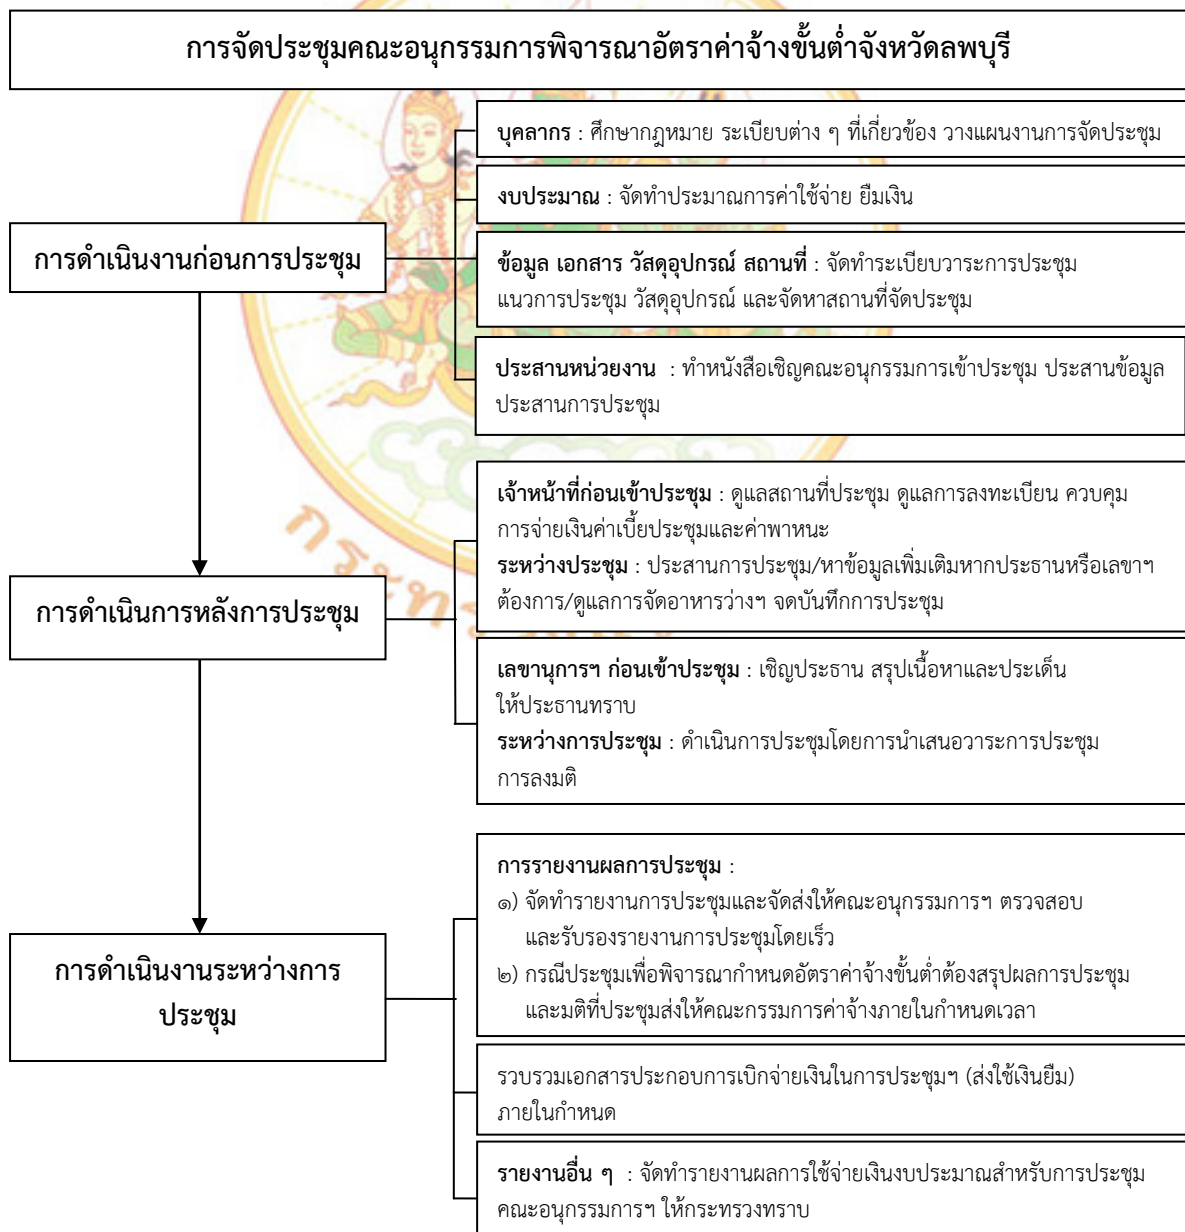 การจัดประชุมคณะอนุกรรมการพิจารณาอัตราค่าจ้างขั้นต่ำจังหวัดลพบุรี
การดำเนินงานก่อนการประชุม
บุคลากร : ศึกษากฎหมาย ระเบียบต่าง ๆ ที่เกี่ยวข้อง วางแผนงานการจัดประชุม
งบประมาณ : จัดทำประมาณการค่าใช้จ่าย ยืมเงิน
ข้อมูล เอกสาร วัสดุอุปกรณ์ สถานที่ : จัดทำระเบียบวาระการประชุม
แนวการประชุม วัสดุอุปกรณ์ และจัดหาสถานที่จัดประชุม
ประสานหน่วยงาน : ทำหนังสือเชิญคณะอนุกรรมการเข้าประชุม ประสานข้อมูล
ประสานการประชุม
การดำเนินการหลังการประชุม
เจ้าหน้าที่ก่อนเข้าประชุม : ดูแลสถานที่ประชุม ดูแลการลงทะเบียน ควบคุม
การจ่ายเงินค่าเบี้ยประชุมและค่าพาหนะ
ระหว่างประชุม : ประสานการประชุม/หาข้อมูลเพิ่มเติมหากประธานหรือเลขาฯ
ต้องการ/ดูแลการจัดอาหารว่างฯ จดบันทึกการประชุม
เลขานุการฯ ก่อนเข้าประชุม : เชิญประธาน สรุปเนื้อหาและประเด็น
ให้ประธานทราบ
ระหว่างการประชุม : ดำเนินการประชุมโดยการนำเสนอวาระการประชุม
การลงมติ
การดำเนินงานระหว่างการ
ประชุม
การรายงานผลการประชุม :
๑) จัดทำรายงานการประชุมและจัดส่งให้คณะอนุกรรมการฯ ตรวจสอบ
และรับรองรายงานการประชุมโดยเร็ว
๒) กรณีประชุมเพื่อพิจารณากำหนดอัตราค่าจ้างขั้นต่ำต้องสรุปผลการประชุม
และมติที่ประชุมส่งให้คณะกรรมการค่าจ้างภายในกำหนดเวลา
รวบรวมเอกสารประกอบการเบิกจ่ายเงินในการประชุมฯ (ส่งใช้เงินยืม)
ภายในกำหนด
รายงานอื่น ๆ : จัดทำรายงานผลการใช้จ่ายเงินงบประมาณสำหรับการประชุม
คณะอนุกรรมการฯ ให้กระทรวงทราบ